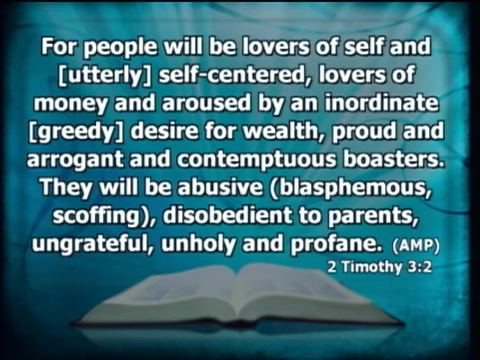 For people will be lovers of self and
[utterly] self-centered, lovers of
money and aroused by an inordinate
[greedy] desire for wealth, proud and
arrogant and contemptuous boasters.
They will be abusive (blasphemous,
scoffing), disobedient to parents,
ungrateful, unholy and profane. (AMP)
2 Timothy 3:2